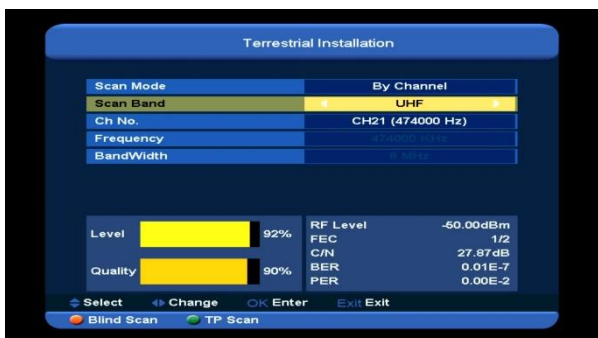 Terrestrial Installation
Scan Mode By Channel
Scan Band UHF
Ch No. CH21 (474000 Hz)
Frequency 474000 KHz
BandWidth 8 MHz
Level 92%
Quality 90%
RF Level -50.00dBm
FEC 1/2
C/N 27.87dB
BER 0.01E-7
PER 0.00E-2
Select Change OK Enter Exit Exit
Blind Scan TP Scan